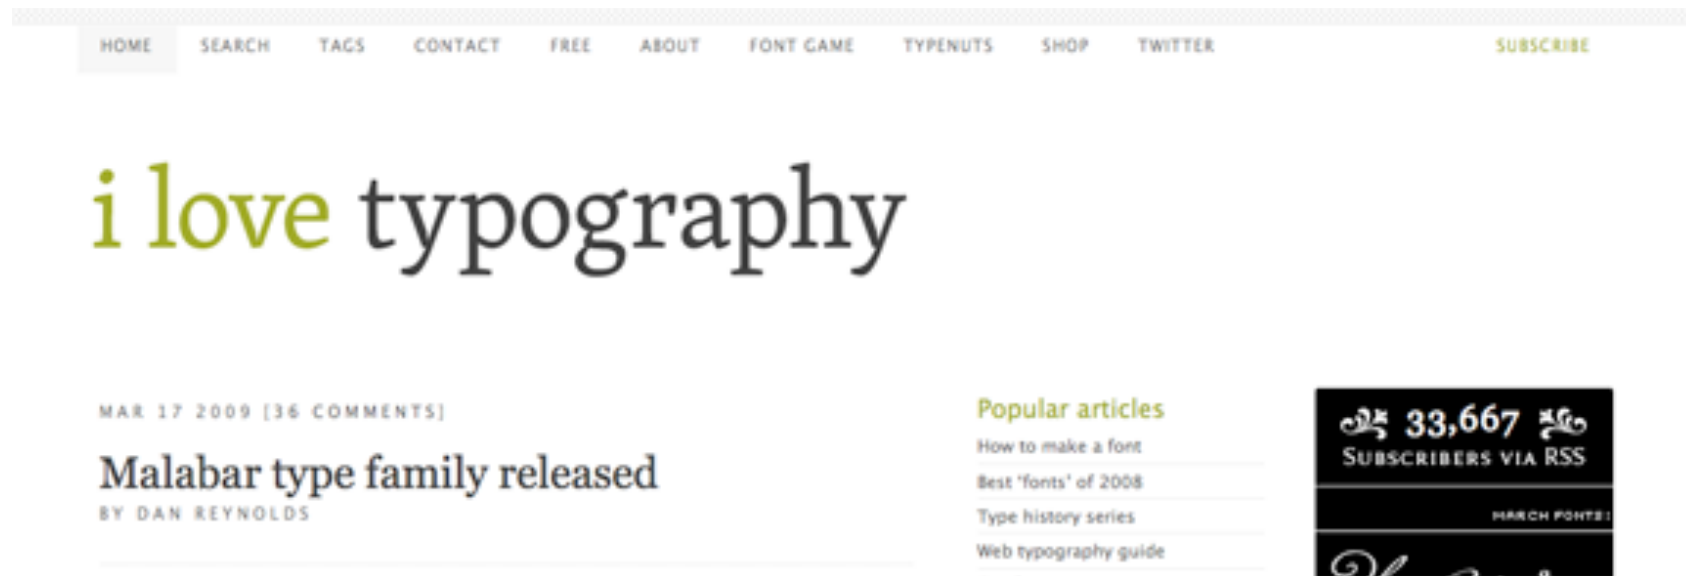 HOME SEARCH TAGS CONTACT FREE ABOUT FONT GAME TYPENUTS SHOP TWITTER SUBSCRIBE
i love typography
MAR 17 2009 [36 COMMENTS]
Malabar type family released
BY DAN REYNOLDS
Popular articles
How to make a font
Best 'fonts' of 2008
Type history series
Web typography guide
33,667
SUBSCRIBERS VIA RSS
MARCH FONTS: